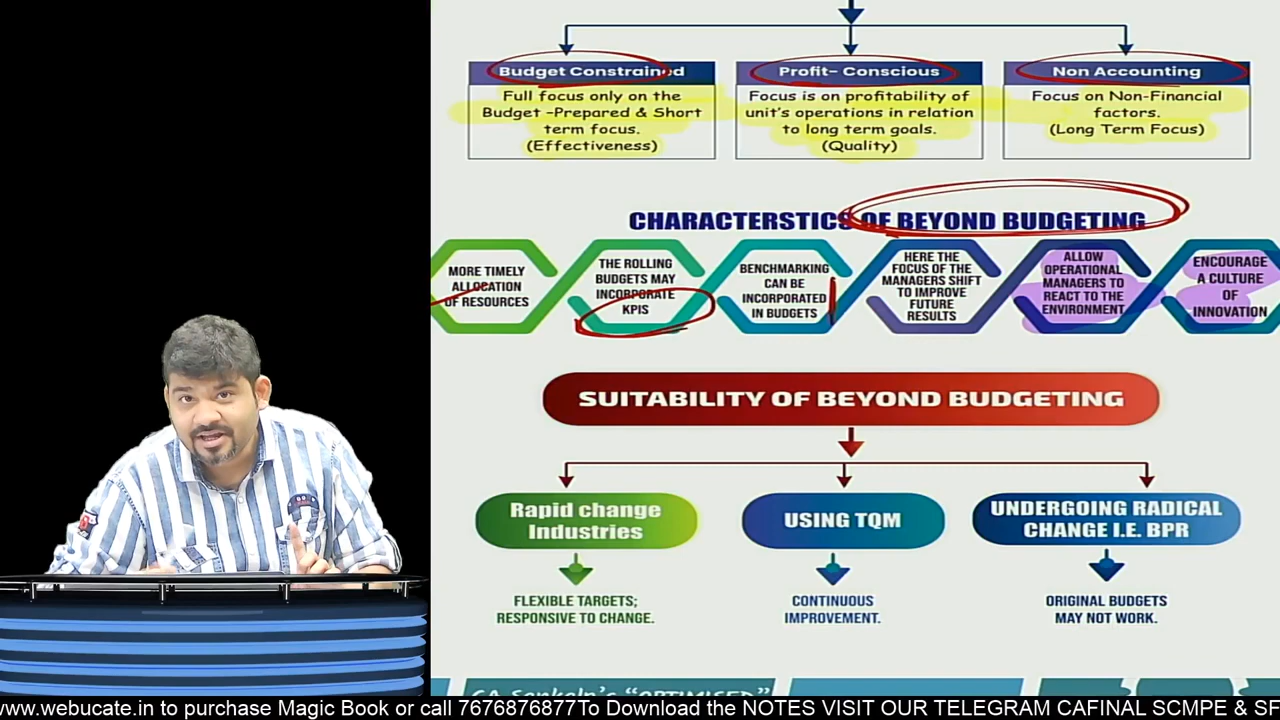 Budget Constrained
Full focus only on the
Budget –Prepared & Short
term focus.
(Effectiveness)
Profit– Conscious
Focus is on profitability of
unit's operations in relation
to long term goals.
(Quality)
Non Accounting
Focus on Non-Financial
factors.
(Long Term Focus)
CHARACTERSTICS OF BEYOND BUDGETING
MORE TIMELY
ALLOCATION
OF RESOURCES
THE ROLLING
BUDGETS MAY
INCORPORATE
KPIS
BENCHMARKING
CAN BE
INCORPORATED
IN BUDGETS
HERE THE
FOCUS OF THE
MANAGERS SHIFT
TO IMPROVE
FUTURE
RESULTS
ALLOW
OPERATIONAL
MANAGERS TO
REACT TO THE
ENVIRONMENT
ENCOURAGE
A CULTURE
OF
INNOVATION
SUITABILITY OF BEYOND BUDGETING
Rapid change
Industries
FLEXIBLE TARGETS;
RESPONSIVE TO CHANGE.
USING TQM
CONTINUOUS
IMPROVEMENT.
UNDERGOING RADICAL
CHANGE I.E. BPR
ORIGINAL BUDGETS
MAY NOT WORK.
CA Sankalp's "OPTIMISED"
www.webucate.in to purchase Magic Book or call 7676876877To Download the NOTES VISIT OUR TELEGRAM CAFINAL SCMPE & SF